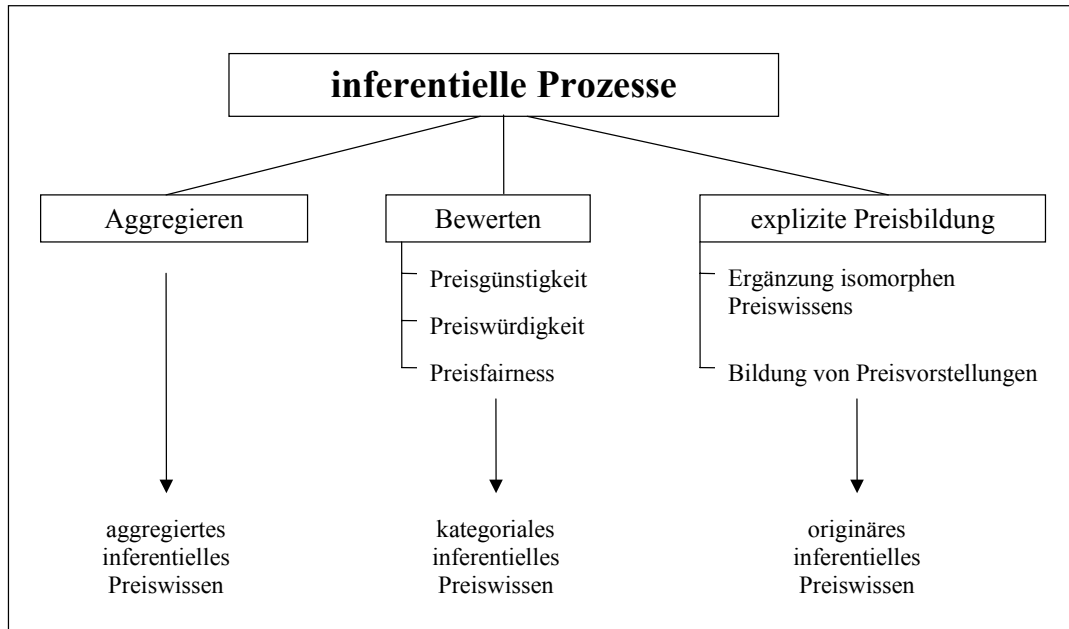 inferentielle Prozesse
Aggregieren
Bewerten
explizite Preisbildung
Preisgünstigkeit
Preiswürdigkeit
Preisfairness
Ergänzung isomorphen
Preiswissens
Bildung von Preisvorstellungen
aggregiertes
inferentielles
Preiswissen
kategoriales
inferentielles
Preiswissen
originäres
inferentielles
Preiswissen